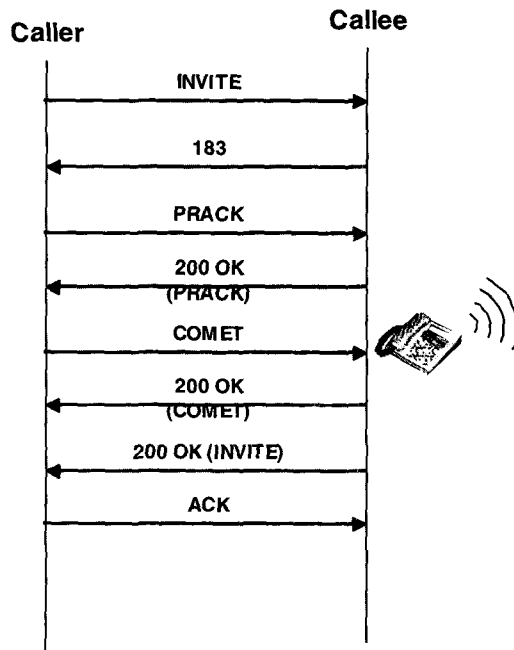 Caller
Callee
INVITE
183
PRACK
200 OK
(PRACK)
COMET
200 OK
(COMET)
200 OK (INVITE)
ACK